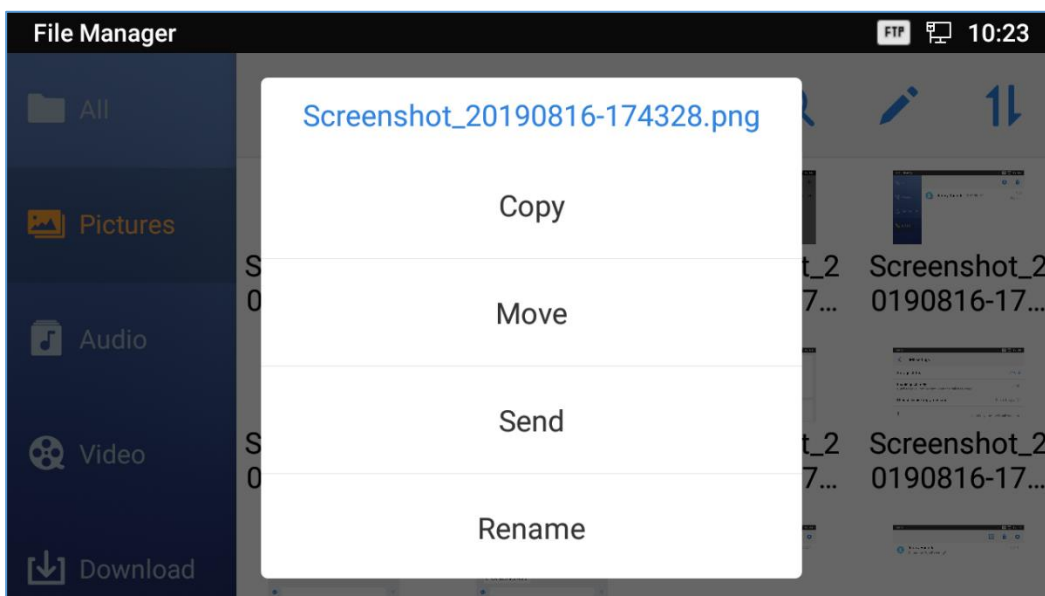 File Manager
FTP
10:23
All
Screenshot_20190816-174328.png
Copy
Pictures
Move
Audio
Send
Video
Rename
Download
Screenshot_2
0190816-17...
Screenshot_2
0190816-17...